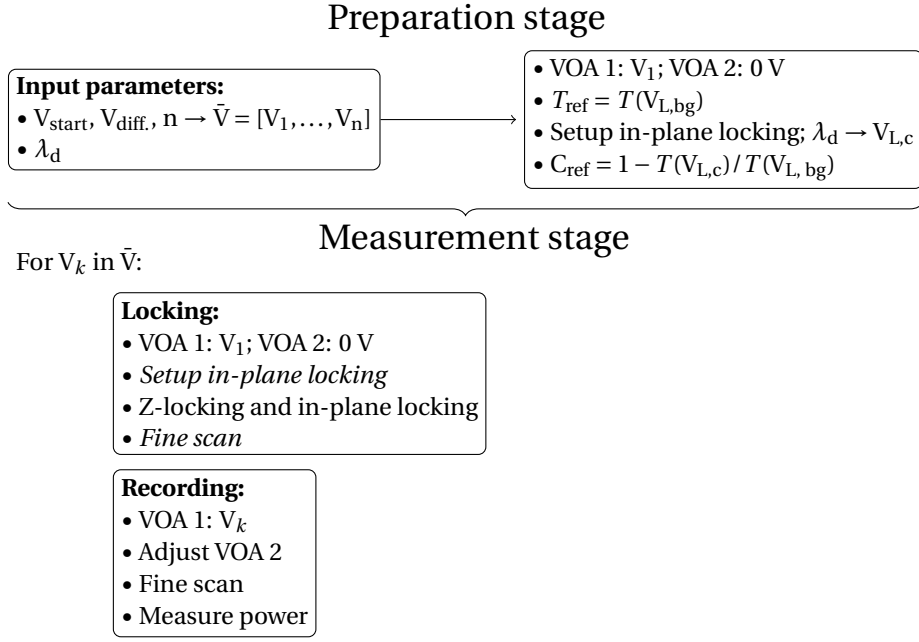 Preparation stage
Input parameters:
• V_start, V_diff., n → V̄ = [V_1,…,V_n]
• λ_d
• VOA 1: V_1; VOA 2: 0 V
• T_ref = T(V_L,bg)
• Setup in-plane locking; λ_d → V_L,c
• C_ref = 1 − T(V_L,c)/T(V_L, bg)
Measurement stage
For V_k in V̄:
Locking:
• VOA 1: V_1; VOA 2: 0 V
• Setup in-plane locking
• Z-locking and in-plane locking
• Fine scan
Recording:
• VOA 1: V_k
• Adjust VOA 2
• Fine scan
• Measure power